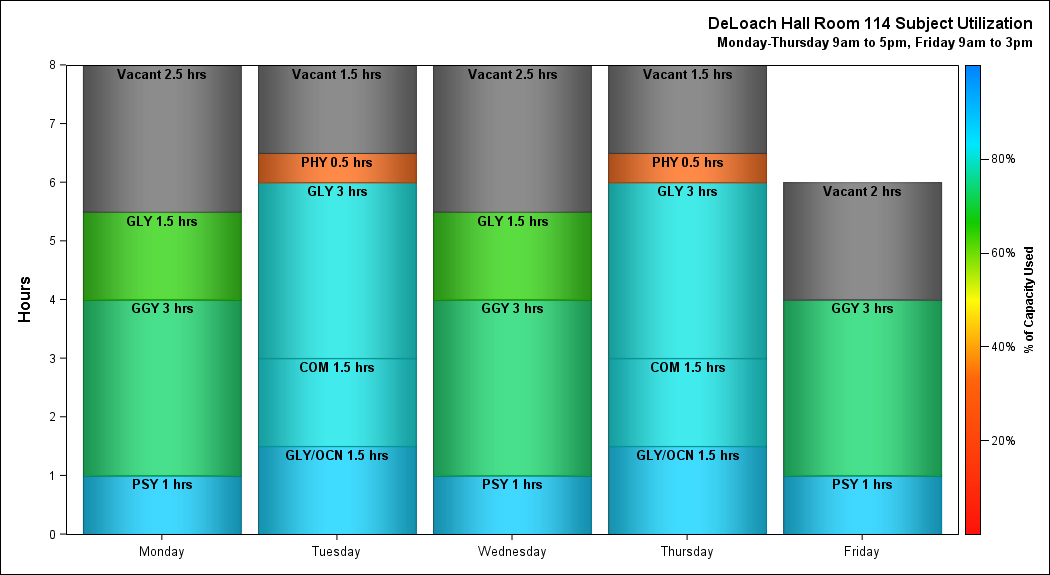 DeLoach Hall Room 114 Subject Utilization
Monday-Thursday 9am to 5pm, Friday 9am to 3pm
Hours
8
7
6
5
4
3
2
1
0
Vacant 2.5 hrs
GLY 1.5 hrs
GGY 3 hrs
PSY 1 hrs
Monday
Vacant 1.5 hrs
PHY 0.5 hrs
GLY 3 hrs
COM 1.5 hrs
GLY/OCN 1.5 hrs
Tuesday
Vacant 2.5 hrs
GLY 1.5 hrs
GGY 3 hrs
PSY 1 hrs
Wednesday
Vacant 1.5 hrs
PHY 0.5 hrs
GLY 3 hrs
COM 1.5 hrs
GLY/OCN 1.5 hrs
Thursday
Vacant 2 hrs
GGY 3 hrs
PSY 1 hrs
Friday
80%
60%
40%
20%
% of Capacity Used